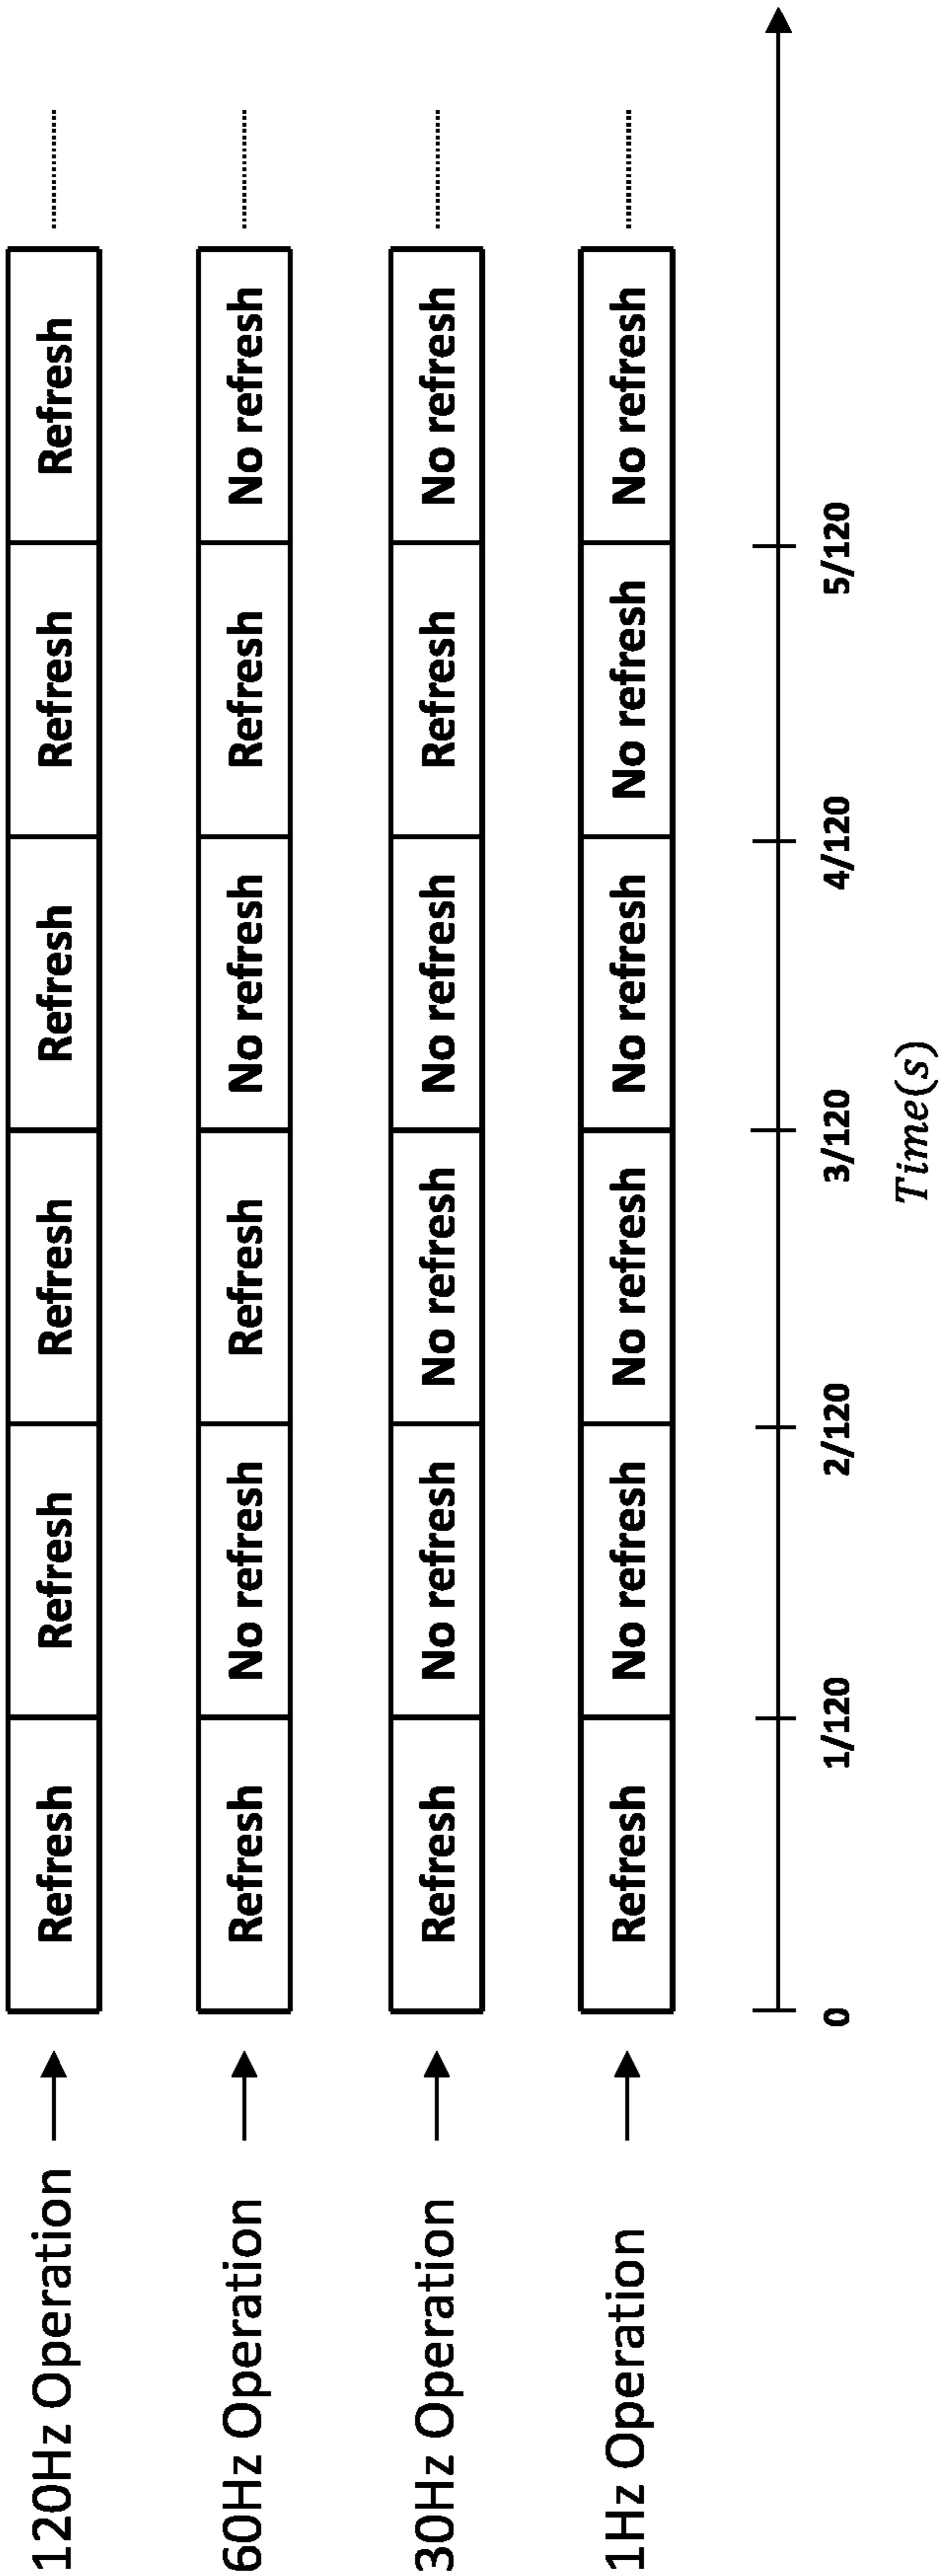 120Hz Operation
Refresh
Refresh
Refresh
Refresh
Refresh
Refresh
60Hz Operation
Refresh
No refresh
Refresh
No refresh
Refresh
No refresh
30Hz Operation
Refresh
No refresh
No refresh
No refresh
Refresh
No refresh
1Hz Operation
Refresh
No refresh
No refresh
No refresh
No refresh
No refresh
0
1/120
2/120
3/120
4/120
5/120
Time(s)